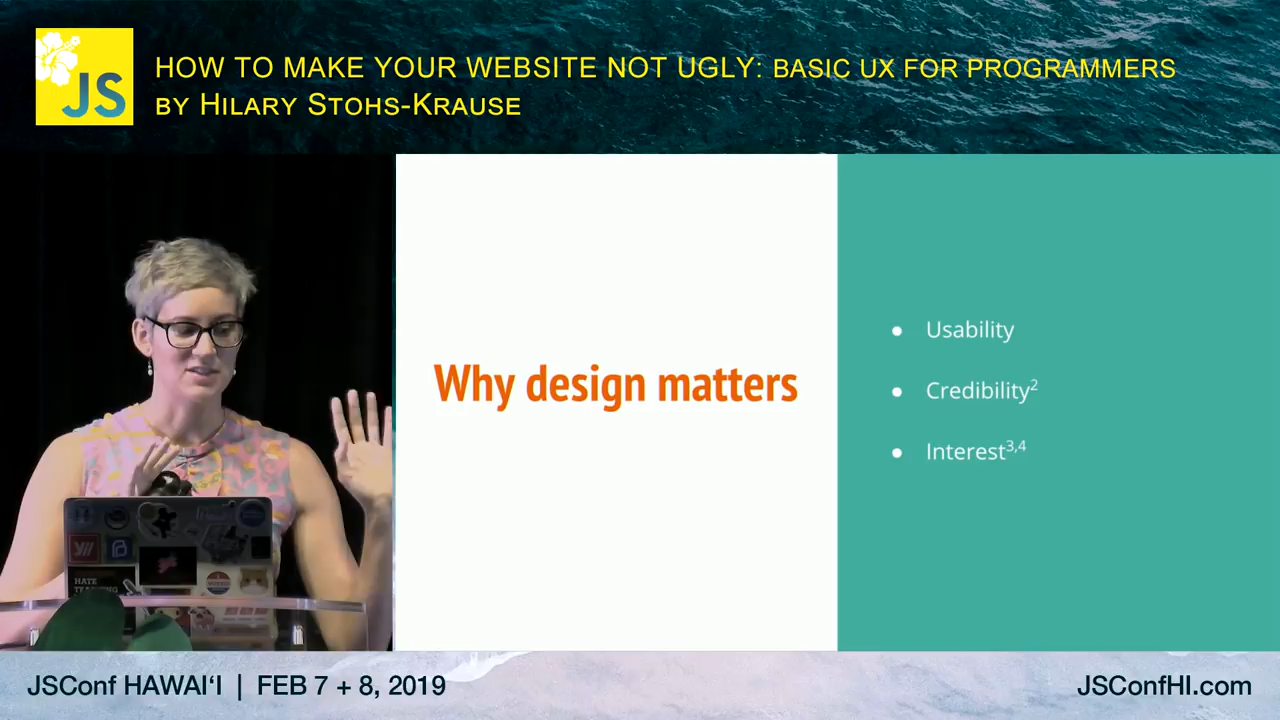 JS
HOW TO MAKE YOUR WEBSITE NOT UGLY: BASIC UX FOR PROGRAMMERS
BY HILARY STOHS-KRAUSE
Why design matters
● Usability
● Credibility²
● Interest³,⁴
HATE
JSConf HAWAIʻI | FEB 7 + 8, 2019
JSConfHI.com